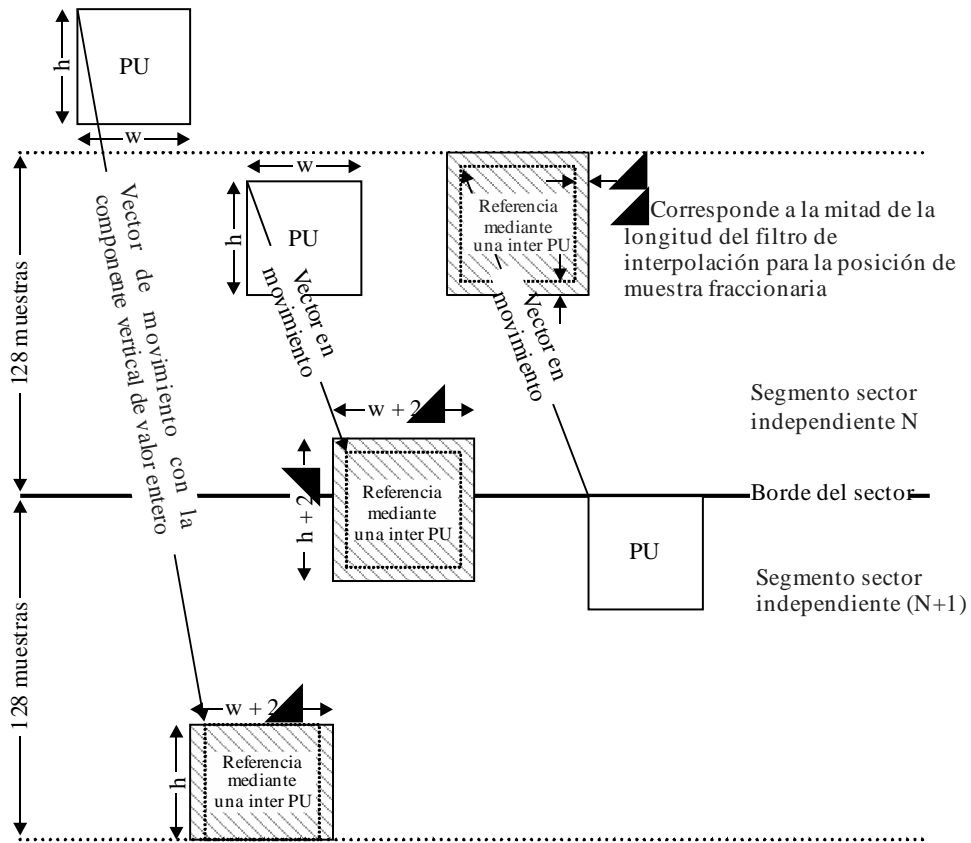 PU
h
w
w
h
PU
Referencia
mediante
una inter PU
Corresponde a la mitad de la
longitud del filtro de
interpolación para la posición de
muestra fraccionaria
128 muestras
Vector de movimiento con la
componente vertical de valor entero
Vector en
movimiento
Vector en
movimiento
Segmento sector
independiente N
w + 2
h + 2
Referencia
mediante
una inter PU
Borde del sector
PU
Segmento sector
independiente (N+1)
128 muestras
w + 2
h
Referencia
mediante
una inter PU